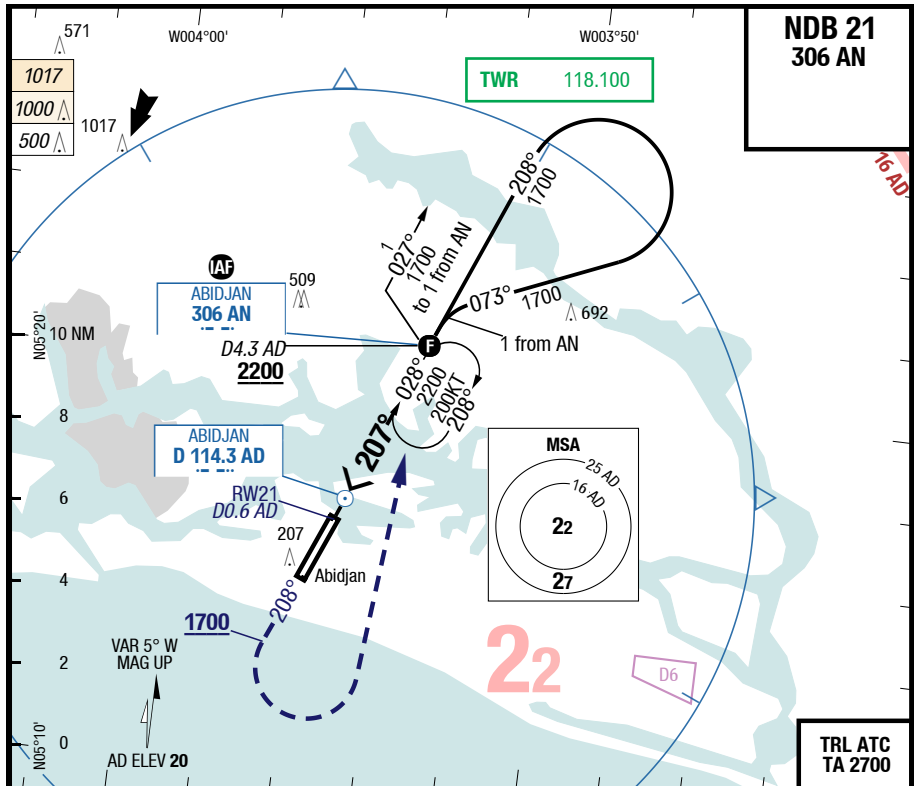 571
W004°00'
W003°50'
NDB 21
306 AN
TWR 118.100
1017
1000
500
1017
16 AD
208°
1700
1
027°
1700
to 1 from AN
IAF
ABIDJAN
306 AN
509
073°
1700
692
1 from AN
N05°20'
10 NM
D4.3 AD
2200
F
028°
2200
200KT
208°
207°
8
ABIDJAN
D 114.3 AD
MSA
25 AD
16 AD
22
27
6
RW21
D0.6 AD
207
Abidjan
4
208°
1700
VAR 5° W
MAG UP
2
22
D6
N05°10'
0
AD ELEV 20
TRL ATC
TA 2700